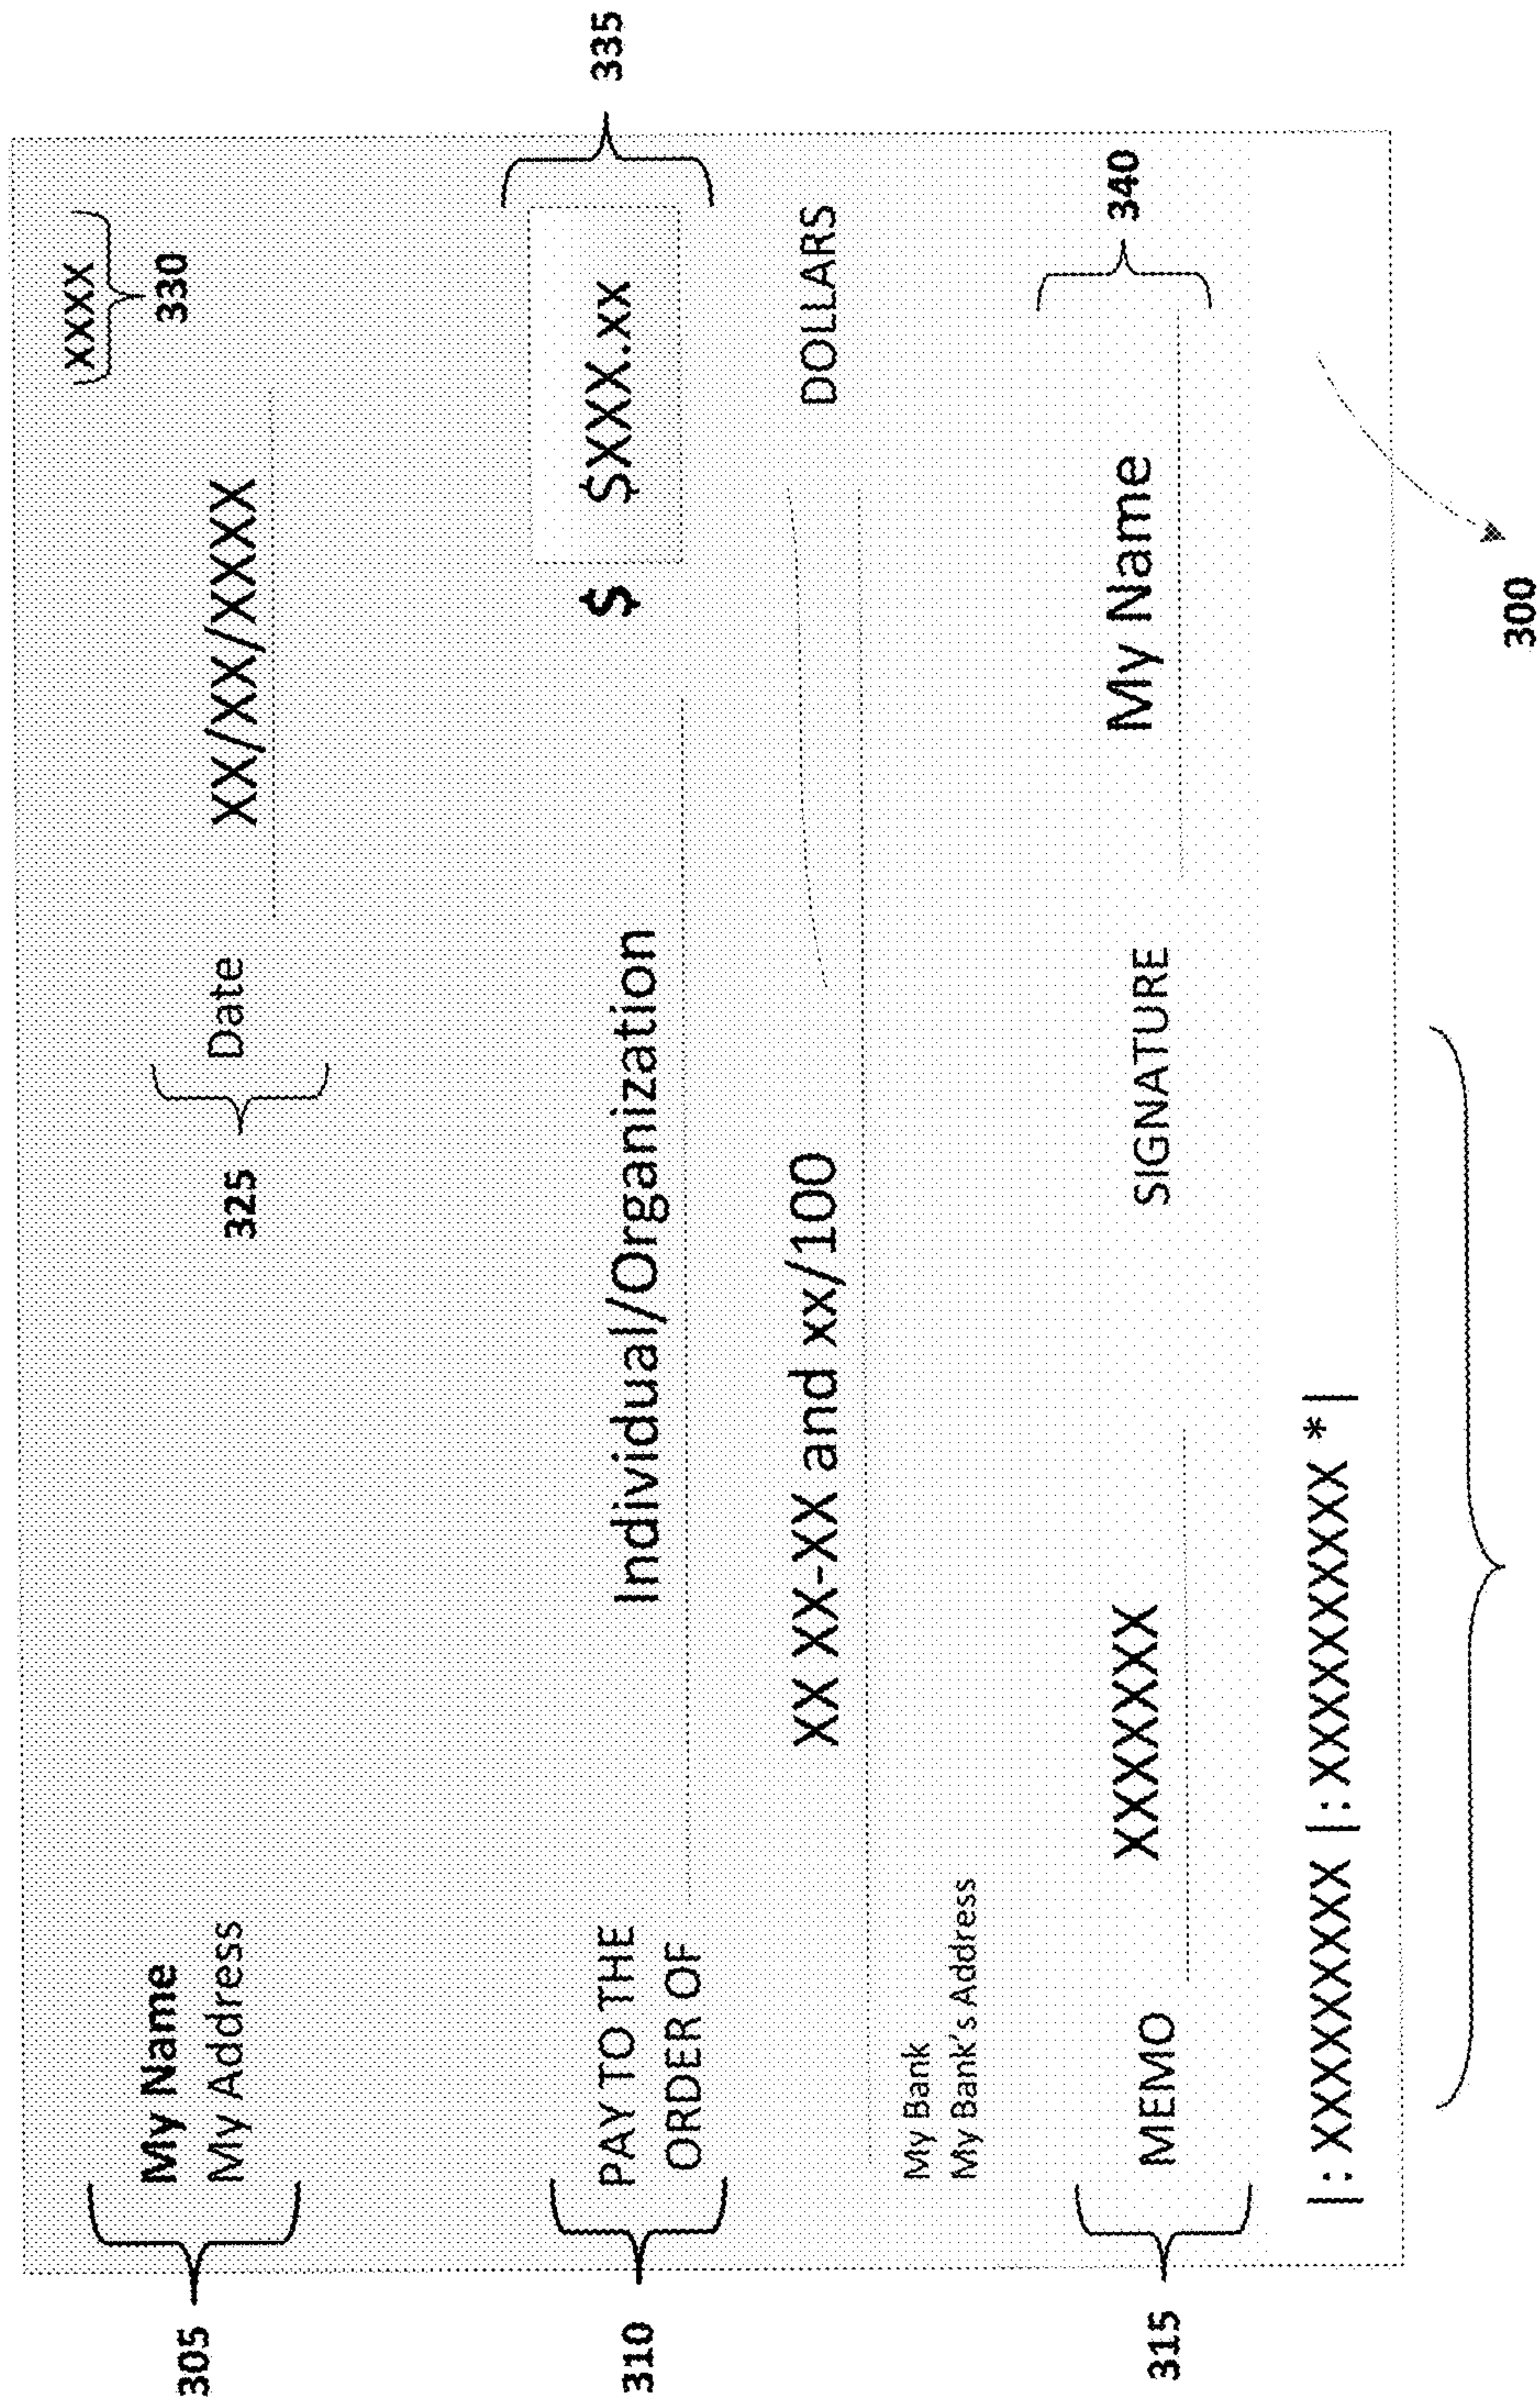 xxxx
330
My Name
My Address
305
325
Date
XX/XX/XXXX
PAY TO THE
ORDER OF
310
Individual/Organization
$
$XXX.xx
335
XX XX-XX and xx/100
DOLLARS
My Bank
My Bank's Address
315
MEMO
XXXXXXX
SIGNATURE
My Name
340
|: XXXXXXXXX |: XXXXXXXXXX *|
300